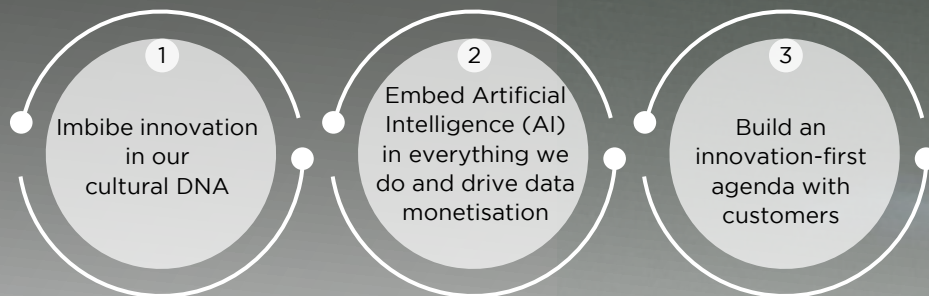 1
Imbibe innovation
in our
cultural DNA
2
Embed Artificial
Intelligence (AI)
in everything we
do and drive data
monetisation
3
Build an
innovation-first
agenda with
customers